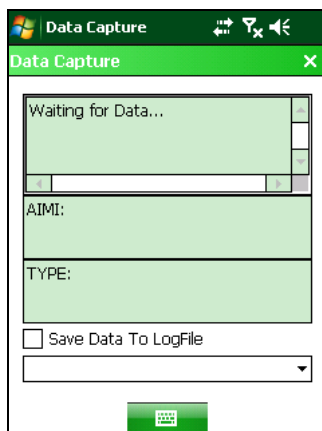 Data Capture
Data Capture
Waiting for Data...
AIMI:
TYPE:
Save Data To LogFile